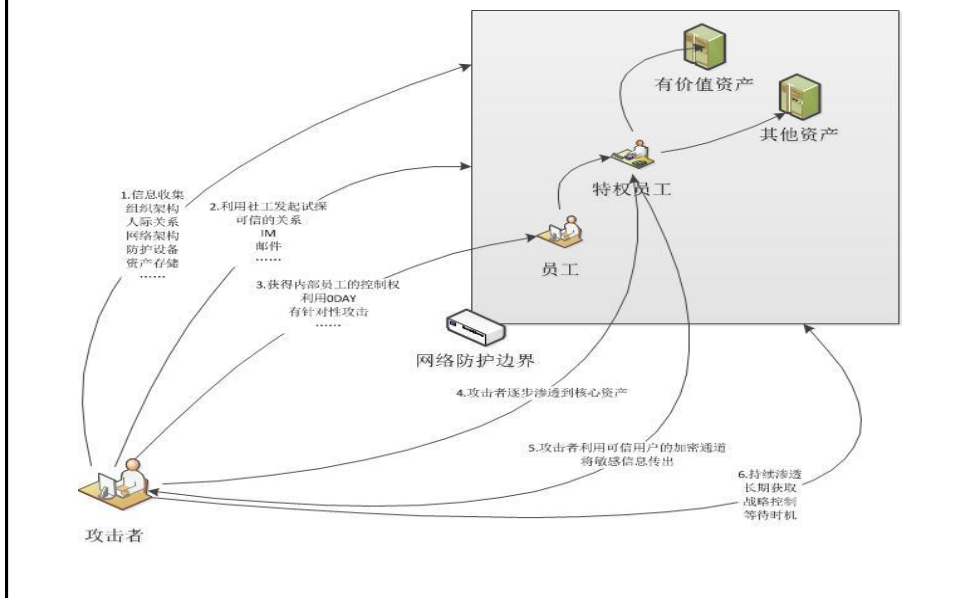 有价值资产
其他资产
特权员工
员工
1.信息收集
组织架构
人际关系
网络架构
防护设备
资产存储
……
2.利用社工发起试探
可信的关系
IM
邮件
……
3.获得内部员工的控制权
利用0DAY
有针对性攻击
……
网络防护边界
4.攻击者逐步渗透到核心资产
5.攻击者利用可信用户的加密通道
将敏感信息传出
6.持续渗透
长期获取
战略控制
等待时机
攻击者